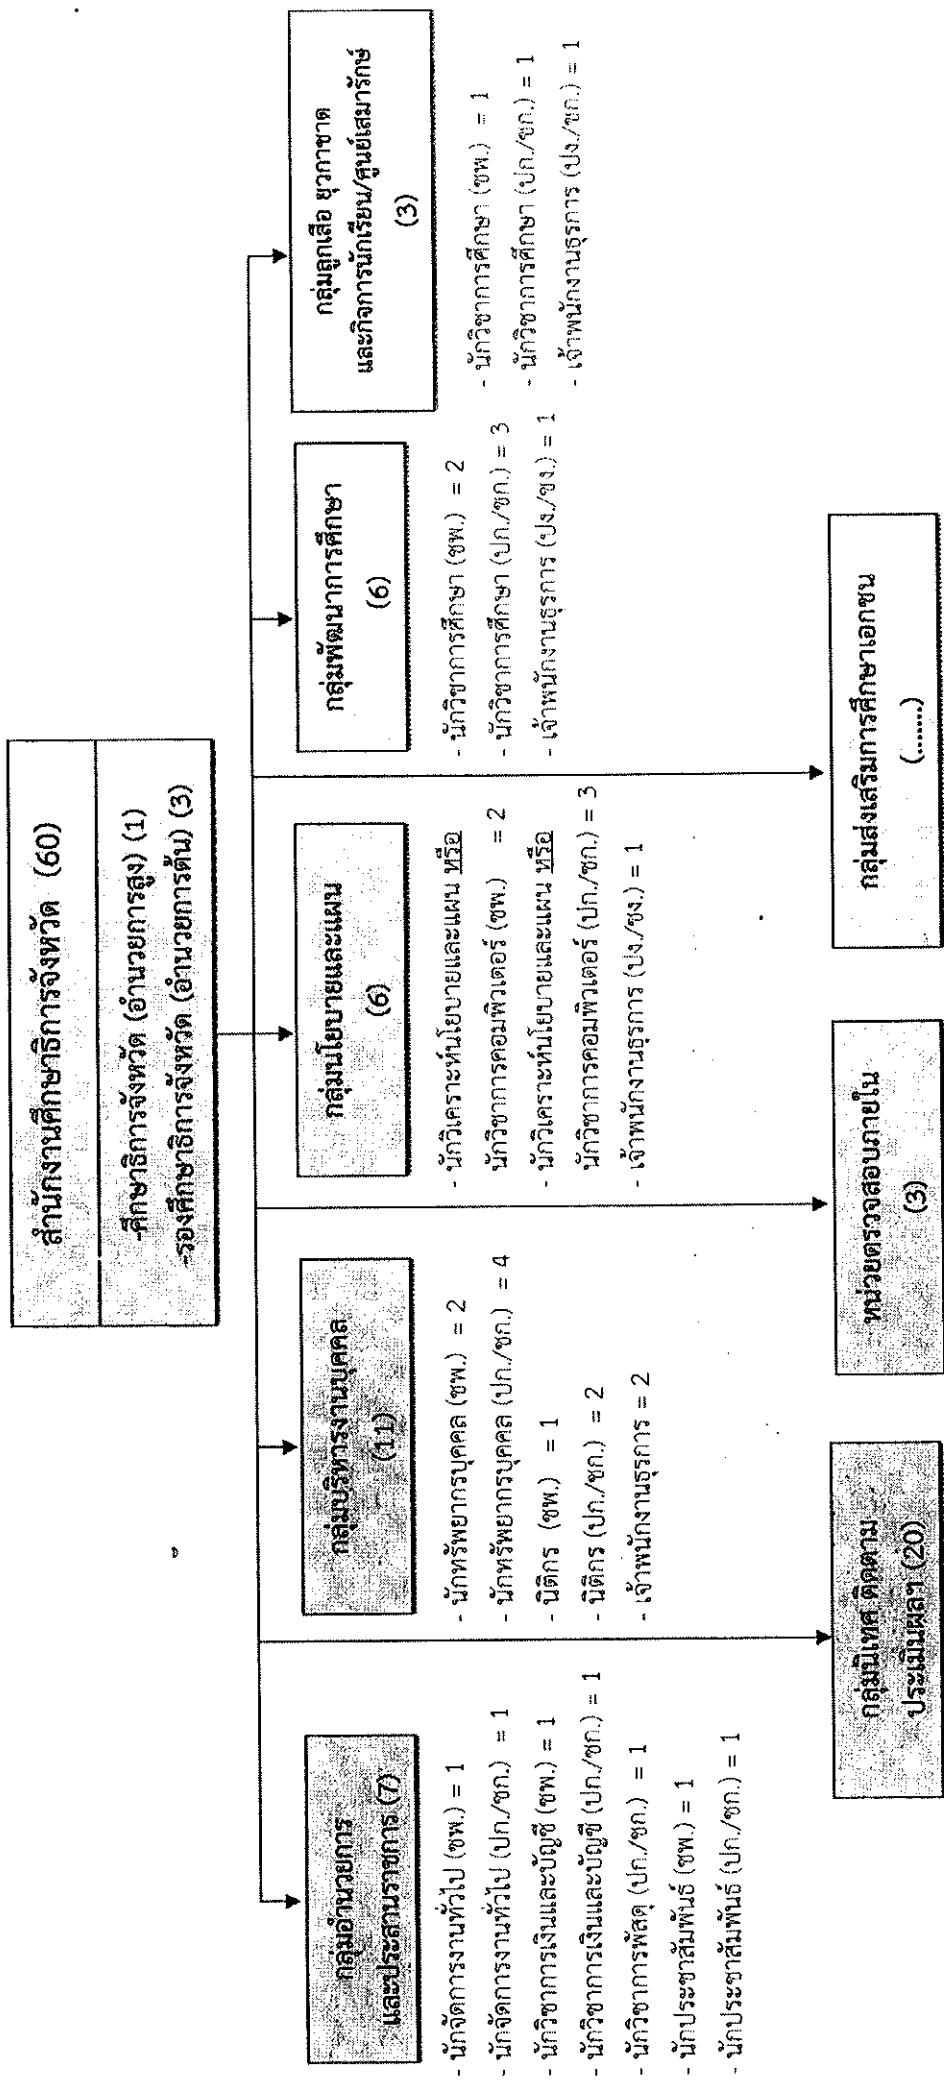 สำนักงานศึกษาธิการจังหวัด (60)
-ศึกษาธิการจังหวัด (อำนวยการสูง) (1)
-รองศึกษาธิการจังหวัด (อำนวยการต้น) (3)
กลุ่มอำนวยการ
และประสานราชการ (7)
- นักจัดการงานทั่วไป (ชพ.) = 1
- นักจัดการงานทั่วไป (ปก./ชก.) = 1
- นักวิชาการเงินและบัญชี (ชพ.) = 1
- นักวิชาการเงินและบัญชี (ปก./ชก.) = 1
- นักวิชาการพัสดุ (ปก./ชก.) = 1
- นักประชาสัมพันธ์ (ชพ.) = 1
- นักประชาสัมพันธ์ (ปก./ชก.) = 1
กลุ่มบริหารงานบุคคล
(11)
- นักทรัพยากรบุคคล (ชพ.) = 2
- นักทรัพยากรบุคคล (ปก./ชก.) = 4
- นิติกร (ชพ.) = 1
- นิติกร (ปก./ชก.) = 2
- เจ้าพนักงานธุรการ = 2
กลุ่มนโยบายและแผน
(6)
- นักวิเคราะห์นโยบายและแผน หรือ
นักวิชาการคอมพิวเตอร์ (ชพ.) = 2
- นักวิเคราะห์นโยบายและแผน หรือ
นักวิชาการคอมพิวเตอร์ (ปก./ชก.) = 3
- เจ้าพนักงานธุรการ (ปง./ชง.) = 1
กลุ่มพัฒนาการศึกษา
(6)
- นักวิชาการศึกษา (ชพ.) = 2
- นักวิชาการศึกษา (ปก./ชก.) = 3
- เจ้าพนักงานธุรการ (ปง./ชง.) = 1
กลุ่มลูกเสือ ยุวกาชาด
และกิจการนักเรียน/ศูนย์เสมารักษ์
(3)
- นักวิชาการศึกษา (ชพ.) = 1
- นักวิชาการศึกษา (ปก./ชก.) = 1
- เจ้าพนักงานธุรการ (ปง./ชก.) = 1
กลุ่มนิเทศ ติดตาม
ประเมินผลฯ (20)
หน่วยตรวจสอบภายใน
(3)
กลุ่มส่งเสริมการศึกษาเอกชน
(.......)